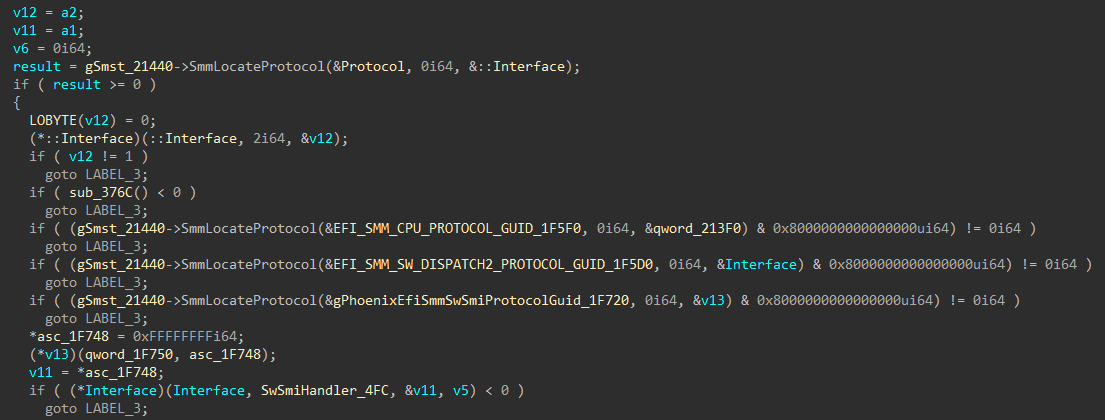 v12 = a2;
v11 = a1;
v6 = 0i64;
result = gSmst_21440->SmmLocateProtocol(&Protocol, 0i64, &::Interface);
if ( result >= 0 )
{
LOBYTE(v12) = 0;
(*::Interface)(::Interface, 2i64, &v12);
if ( v12 != 1 )
goto LABEL_3;
if ( sub_376C() < 0 )
goto LABEL_3;
if ( (gSmst_21440->SmmLocateProtocol(&EFI_SMM_CPU_PROTOCOL_GUID_1F5F0, 0i64, &qword_213F0) & 0x8000000000000000ui64) != 0i64 )
goto LABEL_3;
if ( (gSmst_21440->SmmLocateProtocol(&EFI_SMM_SW_DISPATCH2_PROTOCOL_GUID_1F5D0, 0i64, &Interface) & 0x8000000000000000ui64) != 0i64 )
goto LABEL_3;
if ( (gSmst_21440->SmmLocateProtocol(&gPhoenixEfiSmmSwSmiProtocolGuid_1F720, 0i64, &v13) & 0x8000000000000000ui64) != 0i64 )
goto LABEL_3;
*asc_1F748 = 0xFFFFFFFFi64;
(*v13)(qword_1F750, asc_1F748);
v11 = *asc_1F748;
if ( (*Interface)(Interface, SwSmiHandler_4FC, &v11, v5) < 0 )
goto LABEL_3;